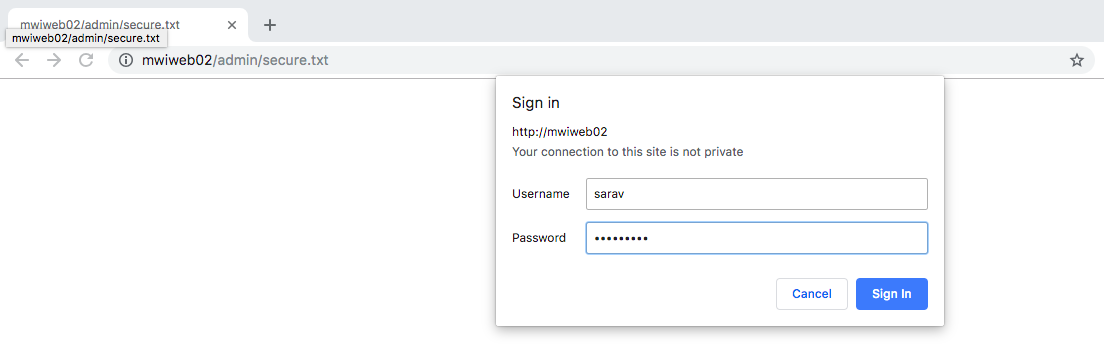 mwiweb02/admin/secure.txt
mwiweb02/admin/secure.txt
mwiweb02/admin/secure.txt
Sign in
http://mwiweb02
Your connection to this site is not private
Username sarav
Password •••••••••
Cancel Sign In